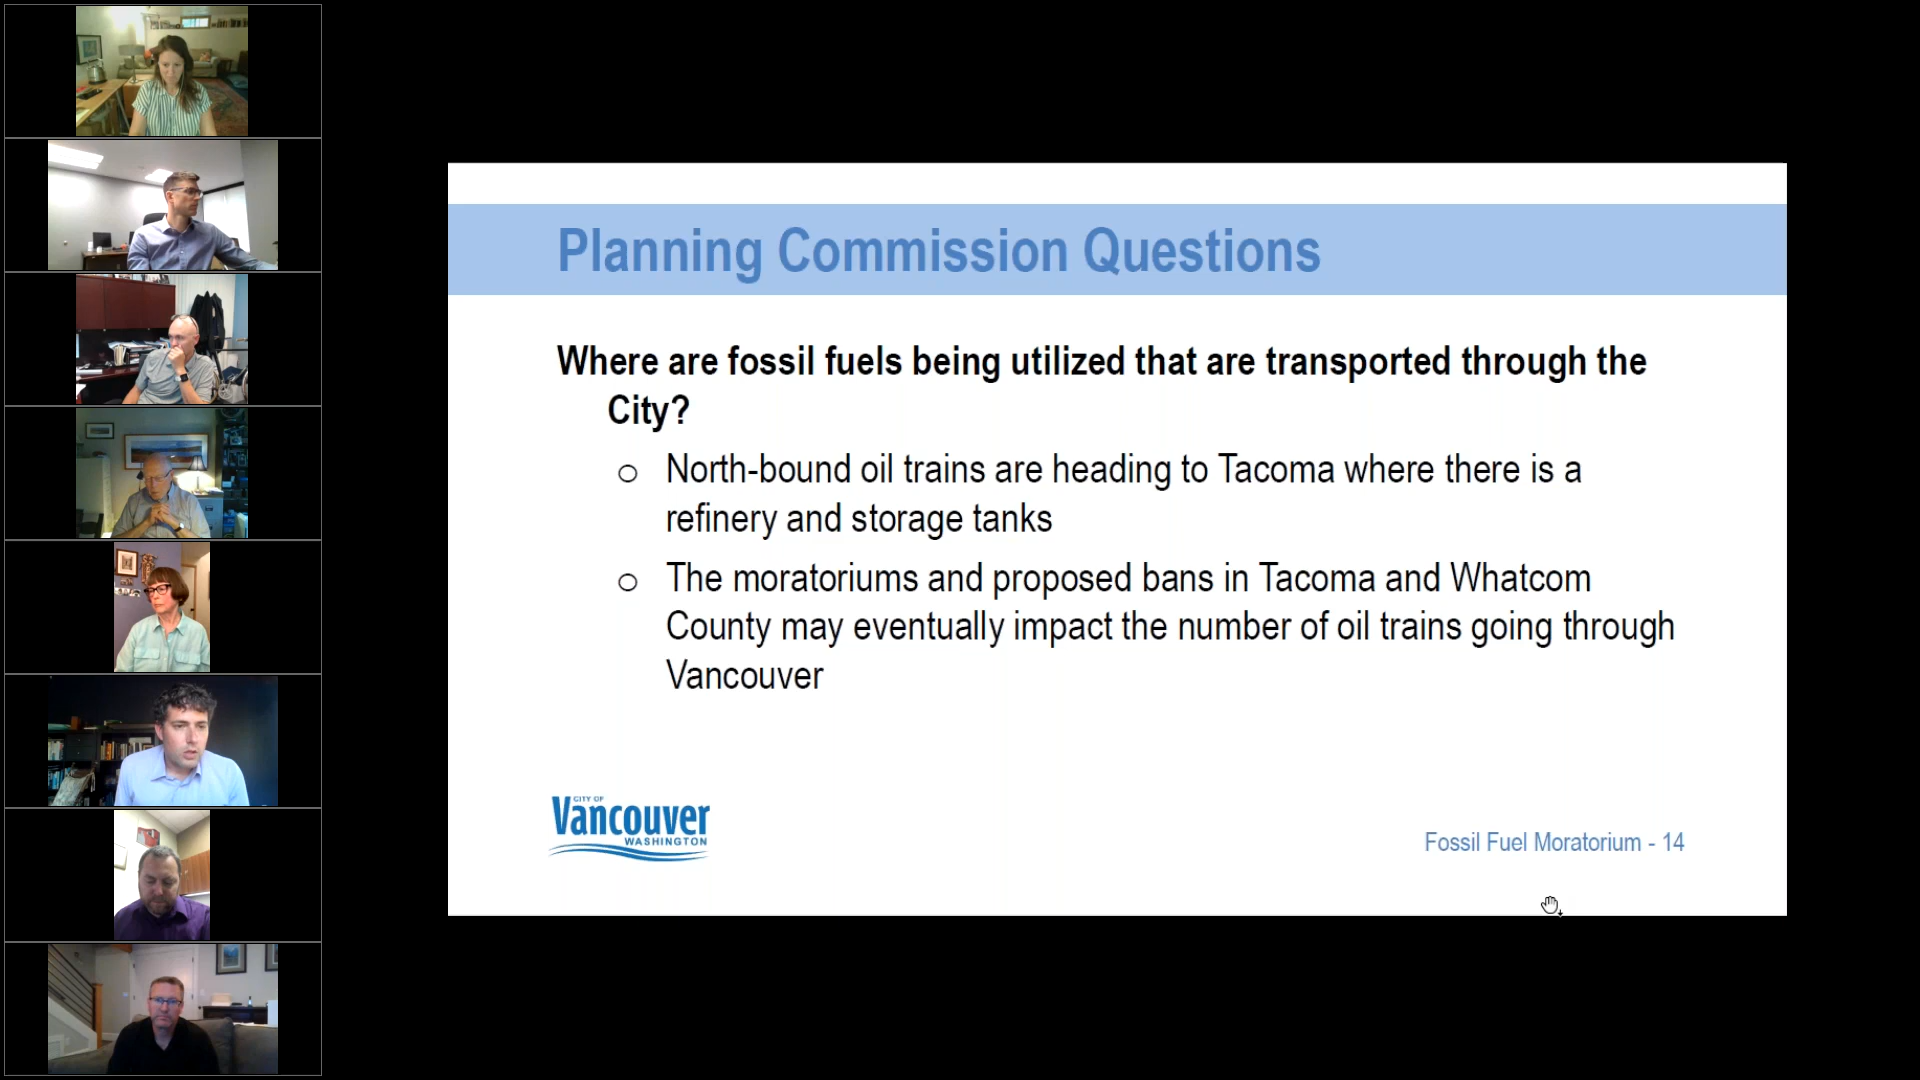 Planning Commission Questions
Where are fossil fuels being utilized that are transported through the
City?
o North-bound oil trains are heading to Tacoma where there is a
refinery and storage tanks
o The moratoriums and proposed bans in Tacoma and Whatcom
County may eventually impact the number of oil trains going through
Vancouver
CITY OF
Vancouver
WASHINGTON
Fossil Fuel Moratorium - 14